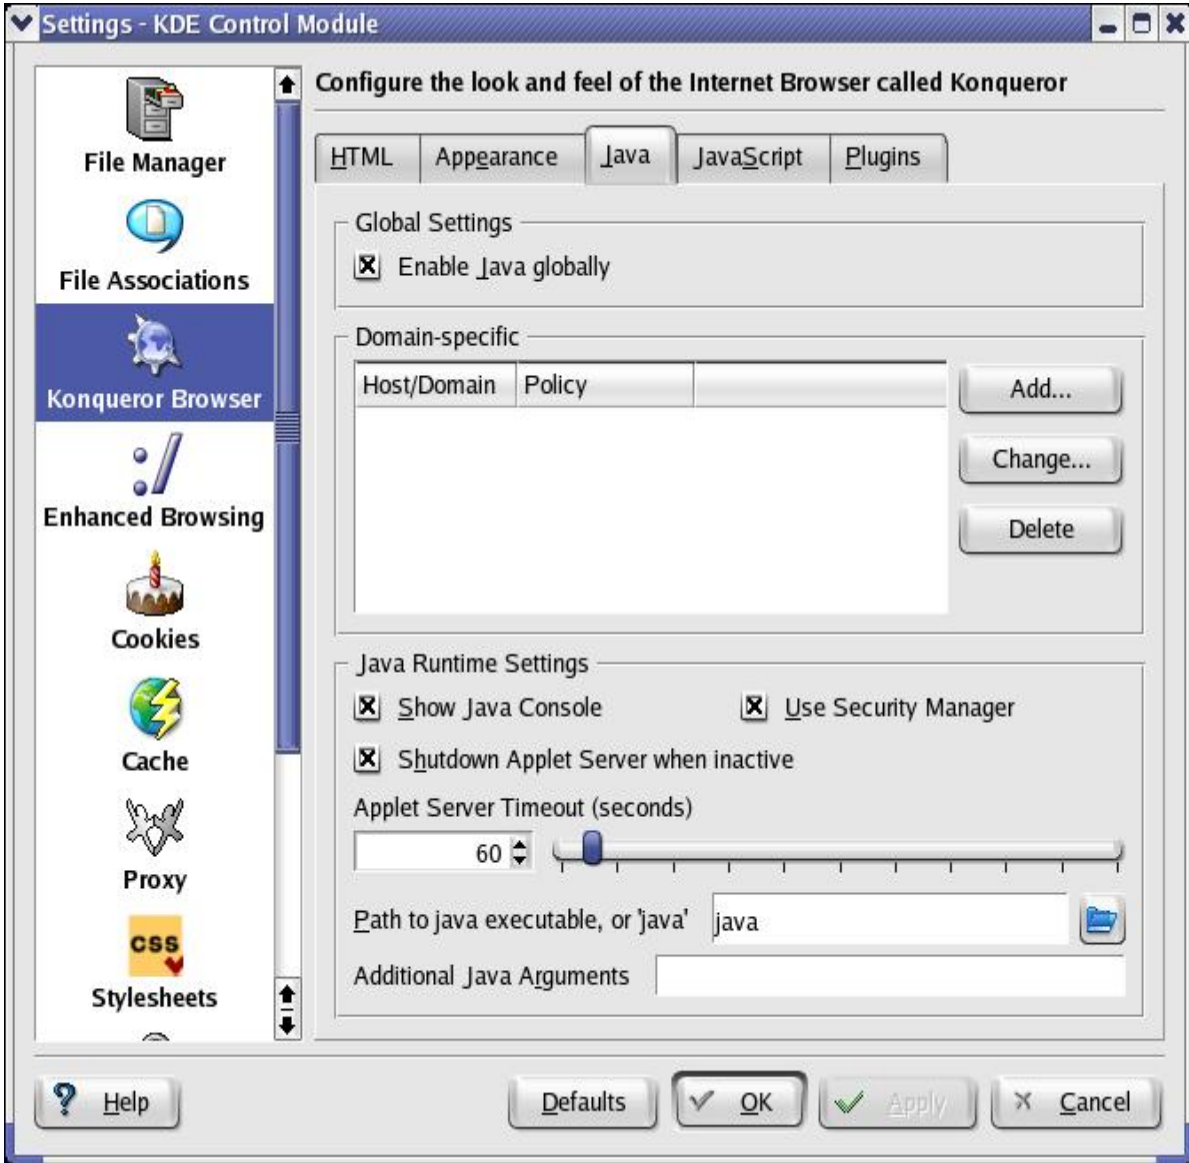 Settings - KDE Control Module
File Manager
File Associations
Konqueror Browser
Enhanced Browsing
Cookies
Cache
Proxy
css
Stylesheets
Configure the look and feel of the Internet Browser called Konqueror
HTML Appearance Java JavaScript Plugins
Global Settings
Enable Java globally
Domain-specific
Host/Domain Policy
Add...
Change...
Delete
Java Runtime Settings
Show Java Console Use Security Manager
Shutdown Applet Server when inactive
Applet Server Timeout (seconds)
60
Path to java executable, or 'java' java
Additional Java Arguments
? Help Defaults OK Apply Cancel